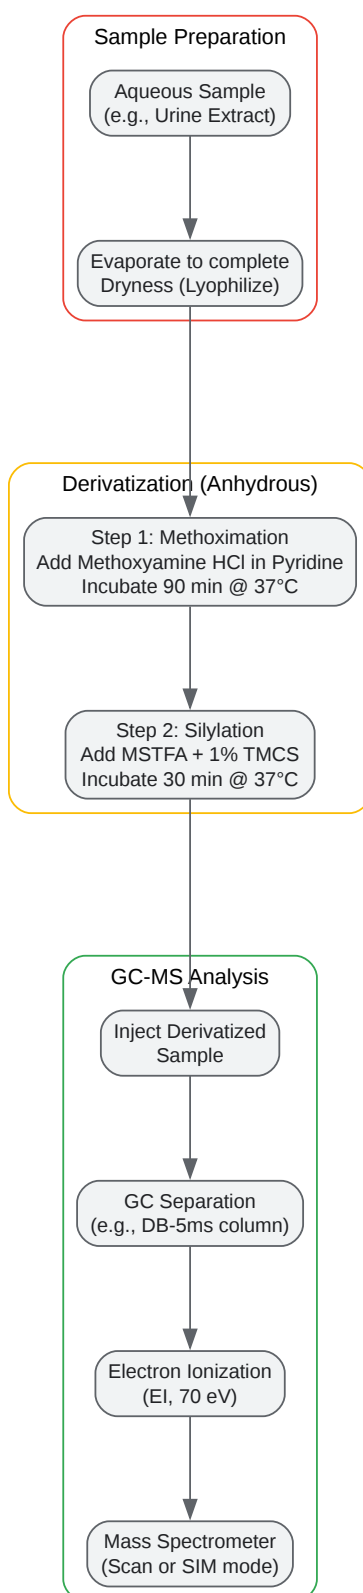 Sample Preparation
Aqueous Sample
(e.g., Urine Extract)
Evaporate to complete
Dryness (Lyophilize)
Derivatization (Anhydrous)
Step 1: Methoximation
Add Methoxyamine HCl in Pyridine
Incubate 90 min @ 37°C
Step 2: Silylation
Add MSTFA + 1% TMCS
Incubate 30 min @ 37°C
GC-MS Analysis
Inject Derivatized
Sample
GC Separation
(e.g., DB-5ms column)
Electron Ionization
(EI, 70 eV)
Mass Spectrometer
(Scan or SIM mode)